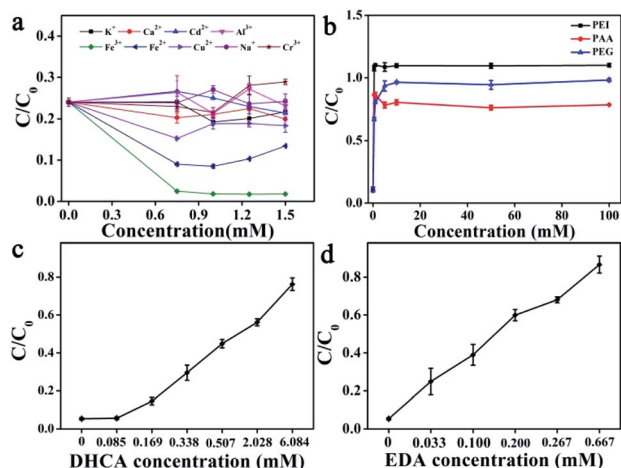 a
K⁺ Ca²⁺ Cd²⁺ Al³⁺
Fe³⁺ Fe²⁺ Cu²⁺ Na⁺ Cr³⁺
0.4
0.3
0.2
0.1
0.0
C/C₀
0.0 0.3 0.6 0.9 1.2 1.5
Concentration(mM)
b
PEI
PAA
PEG
1.5
1.0
0.5
0.0
C/C₀
0 20 40 60 80 100
Concentration (mM)
c
0.8
0.6
0.4
0.2
0.0
C/C₀
0 0.085 0.169 0.338 0.507 2.028 6.084
DHCA concentration (mM)
d
0.8
0.6
0.4
0.2
0.0
C/C₀
0 0.033 0.100 0.200 0.267 0.667
EDA concentration (mM)